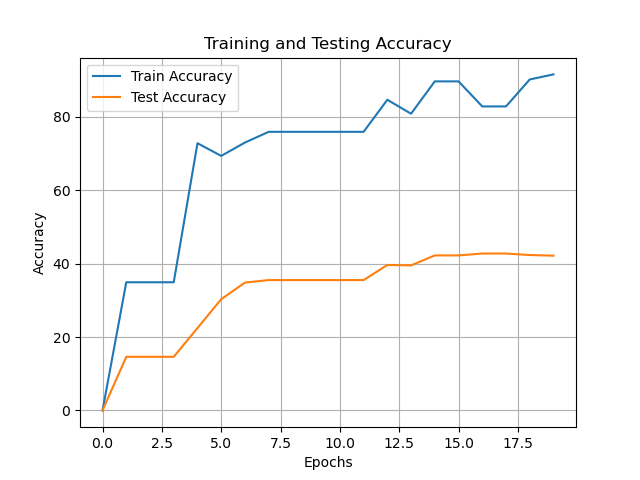 Training and Testing Accuracy
Train Accuracy
Test Accuracy
80
60
40
20
0
Accuracy
0.0 2.5 5.0 7.5 10.0 12.5 15.0 17.5
Epochs